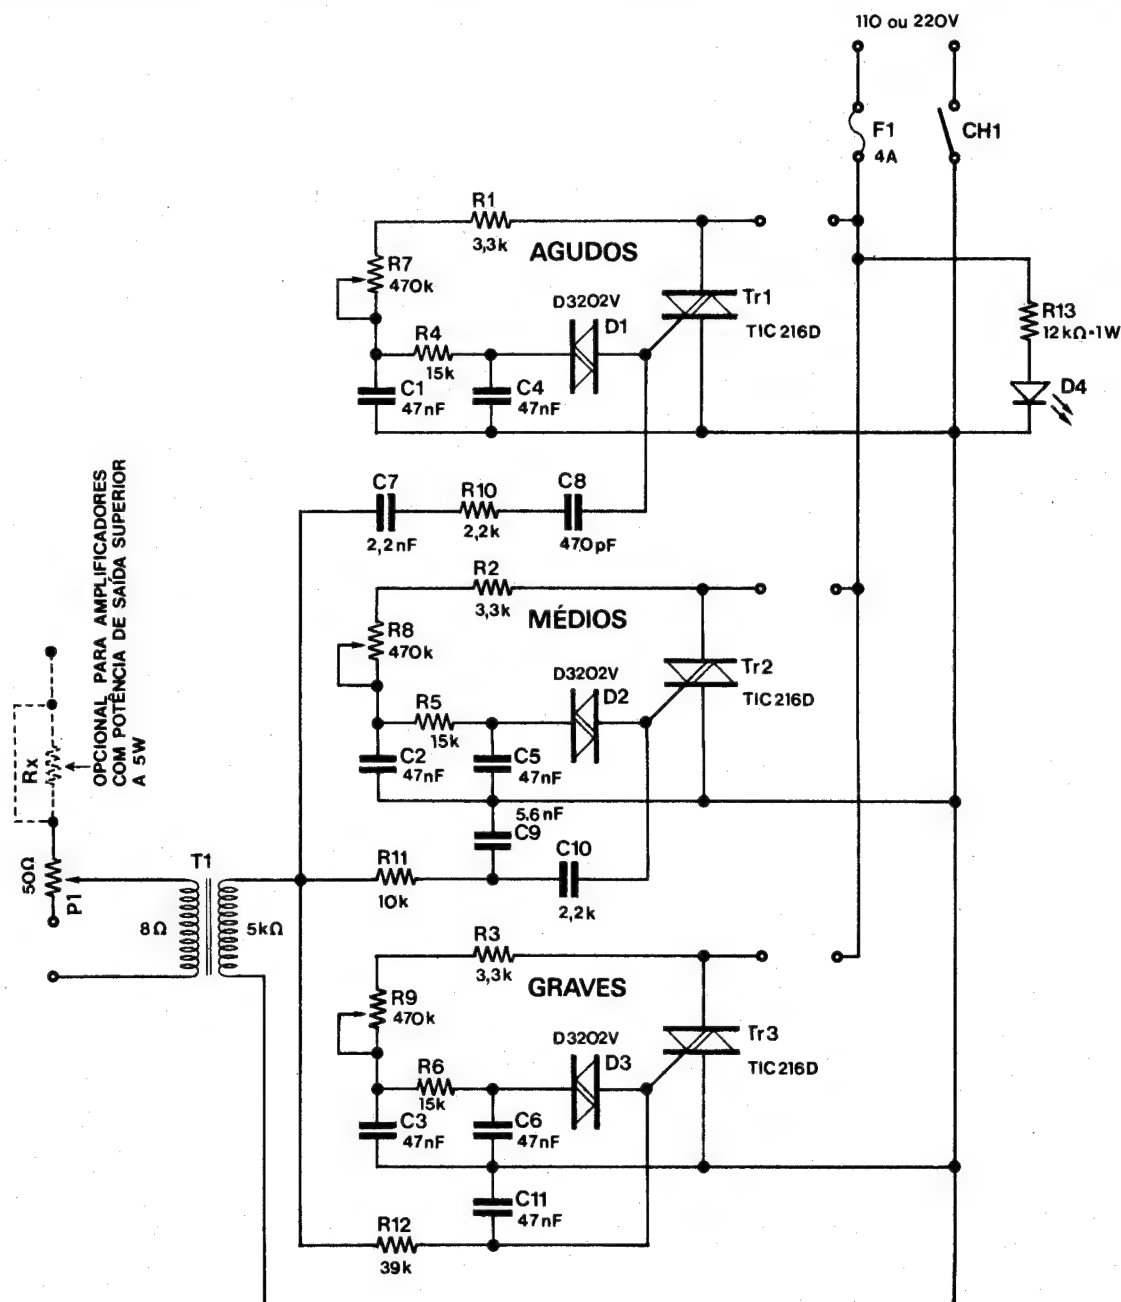 110 ou 220V
F1
4A
CH1
R1
3,3k
AGUDOS
R7
470k
D3202V
D1
Tr1
TIC 216D
R4
15k
R13
12kΩ-1W
D4
C1
47nF
C4
47nF
C7
2,2nF
R10
2,2k
C8
470pF
OPCIONAL PARA AMPLIFICADORES
COM POTÊNCIA DE SAÍDA SUPERIOR
A 5W
Rx
R2
3,3k
MÉDIOS
R8
470k
D3202V
D2
Tr2
TIC 216D
R5
15k
C2
47nF
C5
47nF
5.6nF
C9
50Ω
P1
T1
8Ω
5kΩ
R11
10k
C10
2,2k
R3
3,3k
GRAVES
R9
470k
D3202V
D3
Tr3
TIC 216D
R6
15k
C3
47nF
C6
47nF
C11
47nF
R12
39k